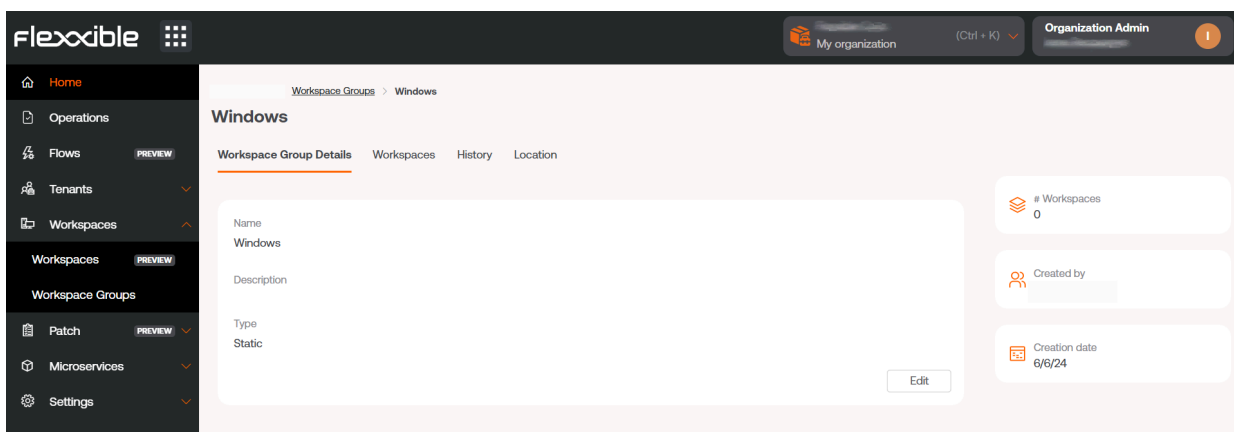 Flexxible
My organization
(Ctrl + K)
Organization Admin
I
Home
Operations
Flows PREVIEW
Tenants
Workspaces
Workspaces PREVIEW
Workspace Groups
Patch PREVIEW
Microservices
Settings
Workspace Groups > Windows
Windows
Workspace Group Details Workspaces History Location
Name
Windows
Description
Type
Static
Edit
# Workspaces
0
Created by
Creation date
6/6/24